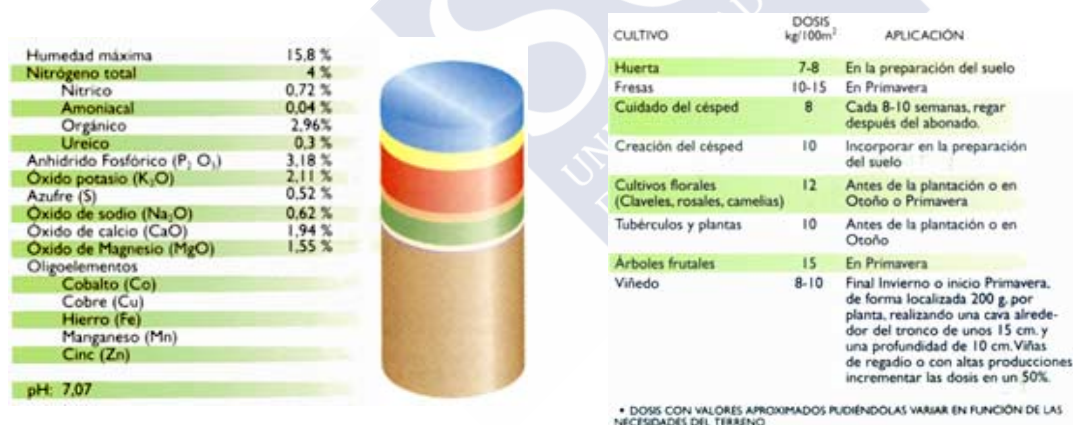 Humedad máxima 15,8 %
Nitrógeno total 4 %
Nitrico 0,72 %
Amoniacal 0,04 %
Orgánico 2,96%
Ureico 0,3 %
Anhidrido Fosfórico (P₂ O₅) 3,18 %
Óxido potasio (K₂O) 2,11 %
Azufre (S) 0,52 %
Óxido de sodio (Na₂O) 0,62 %
Óxido de calcio (CaO) 1,94 %
Óxido de Magnesio (MgO) 1,55 %
Oligoelementos
Cobalto (Co)
Cobre (Cu)
Hierro (Fe)
Manganeso (Mn)
Cinc (Zn)
pH: 7,07
DOSIS
CULTIVO kg/100m² APLICACIÓN
Huerta 7-8 En la preparación del suelo
Fresas 10-15 En Primavera
Cuidado del césped 8 Cada 8-10 semanas, regar
después del abonado.
Creación del césped 10 Incorporar en la preparación
del suelo
Cultivos florales 12 Antes de la plantación o en
(Claveles, rosales, camelias) Otoño o Primavera
Tubérculos y plantas 10 Antes de la plantación o en
Otoño
Árboles frutales 15 En Primavera
Viñedo 8-10 Final Invierno o inicio Primavera,
de forma localizada 200 g. por
planta, realizando una cava alrede-
dor del tronco de unos 15 cm. y
una profundidad de 10 cm. Viñas
de regadío o con altas producciones
incrementar las dosis en un 50%.
• DOSIS CON VALORES APROXIMADOS PUDIÉNDOLAS VARIAR EN FUNCIÓN DE LAS
NECESIDADES DEL TERRENO